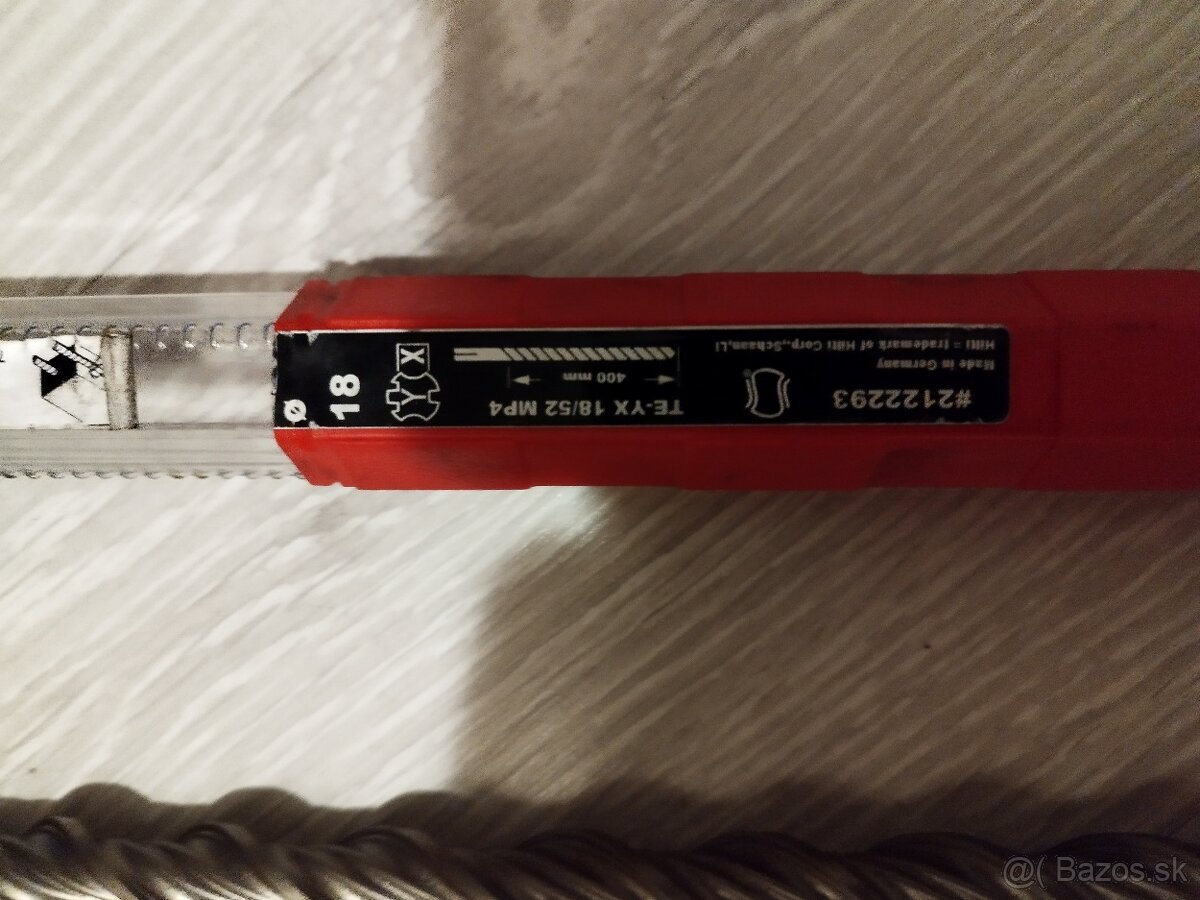 #2122293
Made in Germany
Hilti = trademark of Hilti Corp.,Schaan,LI
TE-YX 18/52 MP4
400 mm
Y X
Ø
18
@( Bazos.sk